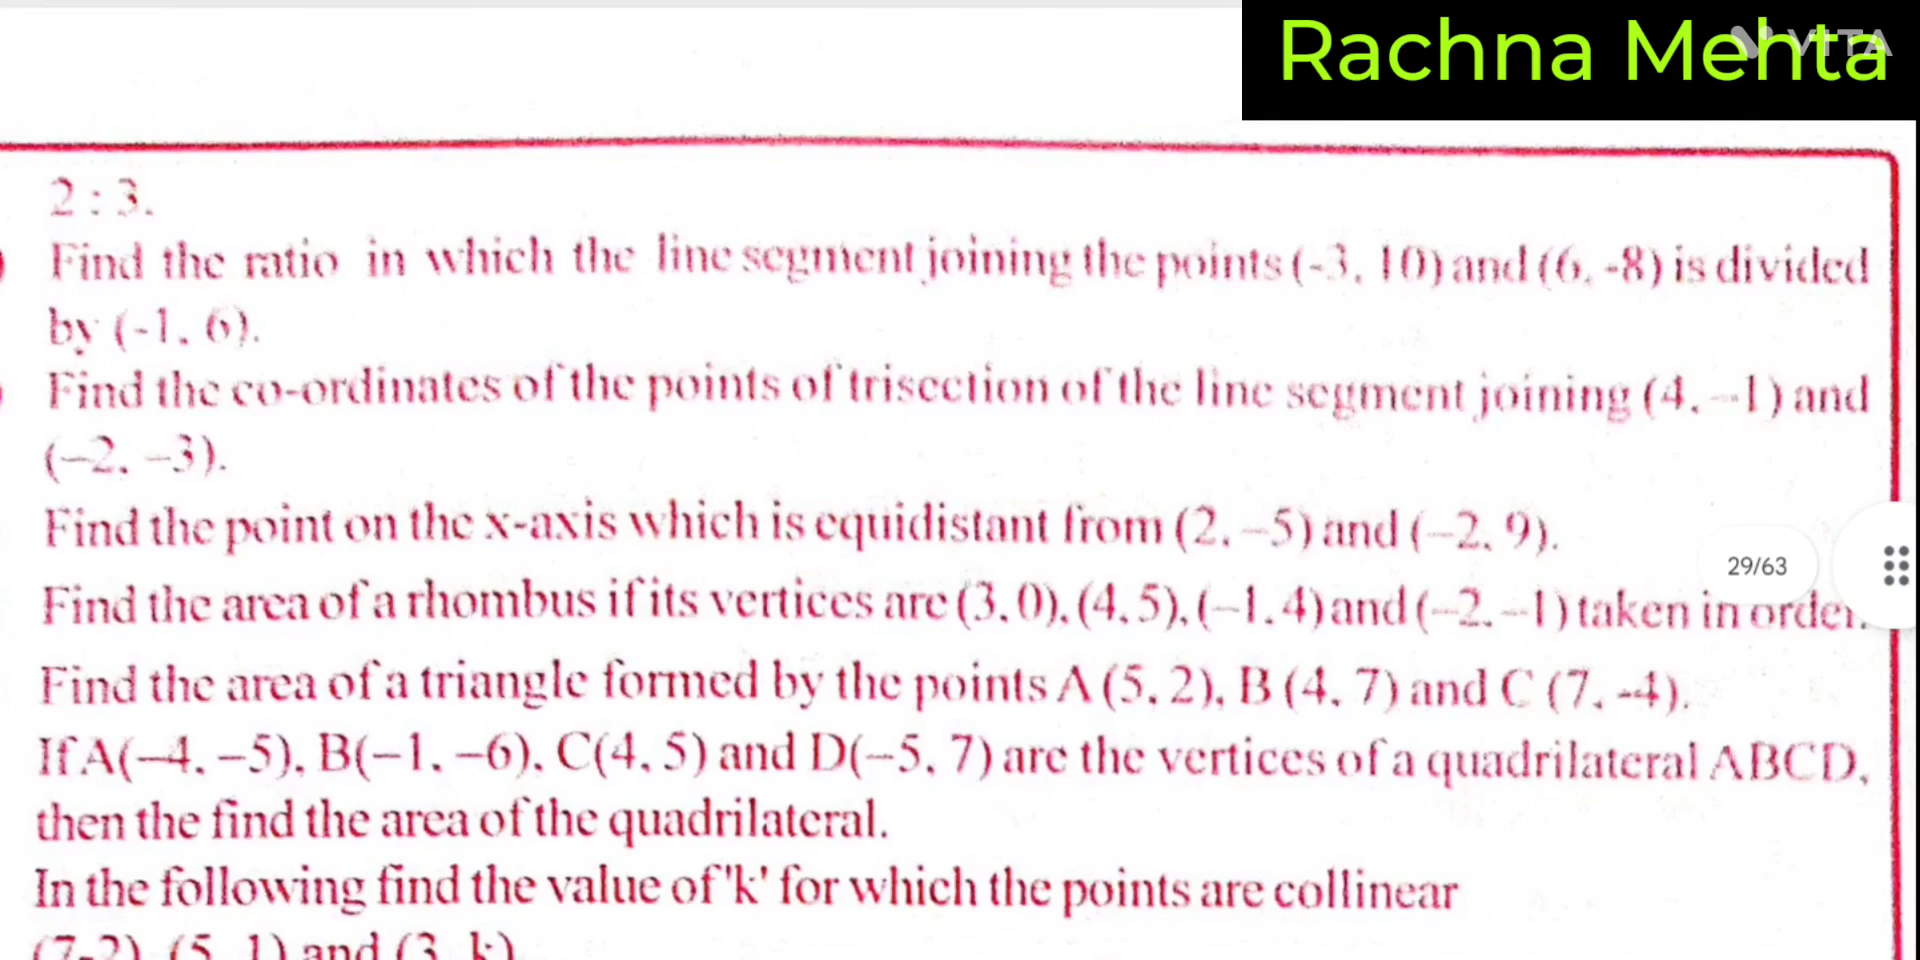 Rachna Mehta
VITA
2 : 3.
Find the ratio in which the line segment joining the points (-3, 10) and (6, -8) is divided
by (-1, 6).
Find the co-ordinates of the points of trisection of the line segment joining (4, –1) and
(–2, –3).
Find the point on the x-axis which is equidistant from (2, –5) and (–2, 9).
29/63
Find the area of a rhombus if its vertices are (3, 0), (4, 5), (–1, 4) and (–2, –1) taken in order.
Find the area of a triangle formed by the points A (5, 2), B (4, 7) and C (7, -4).
If A(–4, –5), B(–1, –6), C(4, 5) and D(–5, 7) are the vertices of a quadrilateral ABCD,
then the find the area of the quadrilateral.
In the following find the value of 'k' for which the points are collinear
(7-2), (5, 1) and (3, k)